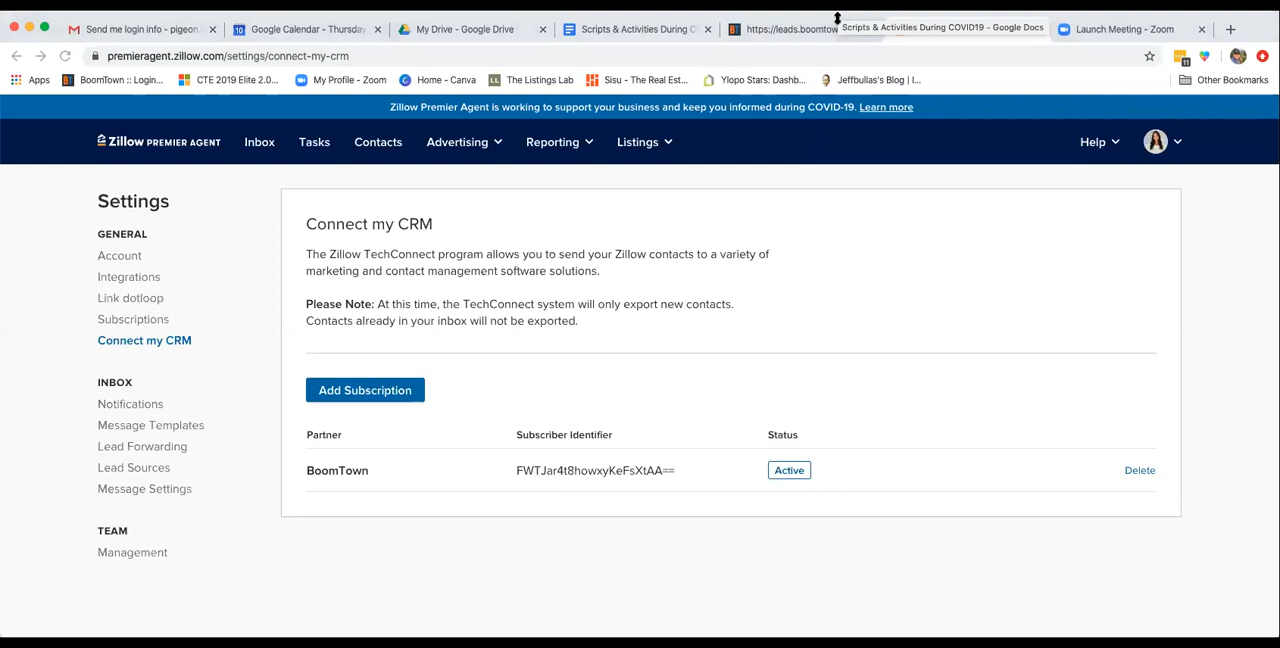 Send me login info - pigeon.
Google Calendar - Thursday
My Drive - Google Drive
Scripts & Activities During C
https://leads.boomtow
Scripts & Activities During COVID19 - Google Docs
Launch Meeting - Zoom
premieragent.zillow.com/settings/connect-my-crm
11
Apps
BoomTown :: Login...
CTE 2019 Elite 2.0...
My Profile - Zoom
Home - Canva
The Listings Lab
Sisu - The Real Est...
Ylopo Stars: Dashb...
Jeffbullas's Blog | I...
Other Bookmarks
Zillow Premier Agent is working to support your business and keep you informed during COVID-19. Learn more
Zillow PREMIER AGENT
Inbox
Tasks
Contacts
Advertising
Reporting
Listings
Help
Settings
GENERAL
Account
Integrations
Link dotloop
Subscriptions
Connect my CRM
INBOX
Notifications
Message Templates
Lead Forwarding
Lead Sources
Message Settings
TEAM
Management
Connect my CRM
The Zillow TechConnect program allows you to send your Zillow contacts to a variety of
marketing and contact management software solutions.
Please Note: At this time, the TechConnect system will only export new contacts.
Contacts already in your inbox will not be exported.
Add Subscription
Partner
Subscriber Identifier
Status
BoomTown
FWTJar4t8howxyKeFsXtAA==
Active
Delete